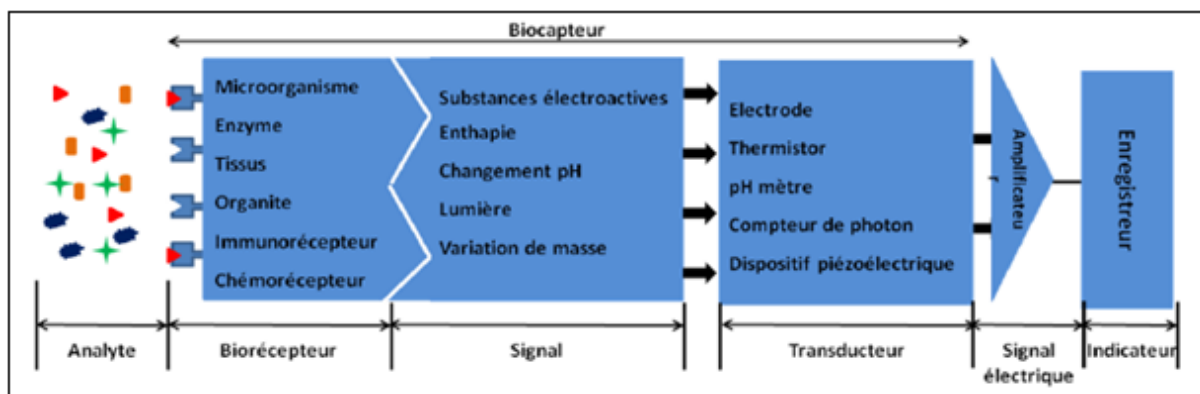 Biocapteur
Microorganisme
Enzyme
Tissus
Organite
Immunorécepteur
Chémorécepteur
Substances électroactives
Enthapie
Changement pH
Lumière
Variation de masse
Electrode
Thermistor
pH mètre
Compteur de photon
Dispositif piézoélectrique
Amplificateu
r
Enregistreur
Analyte
Biorécepteur
Signal
Transducteur
Signal
électrique
Indicateur